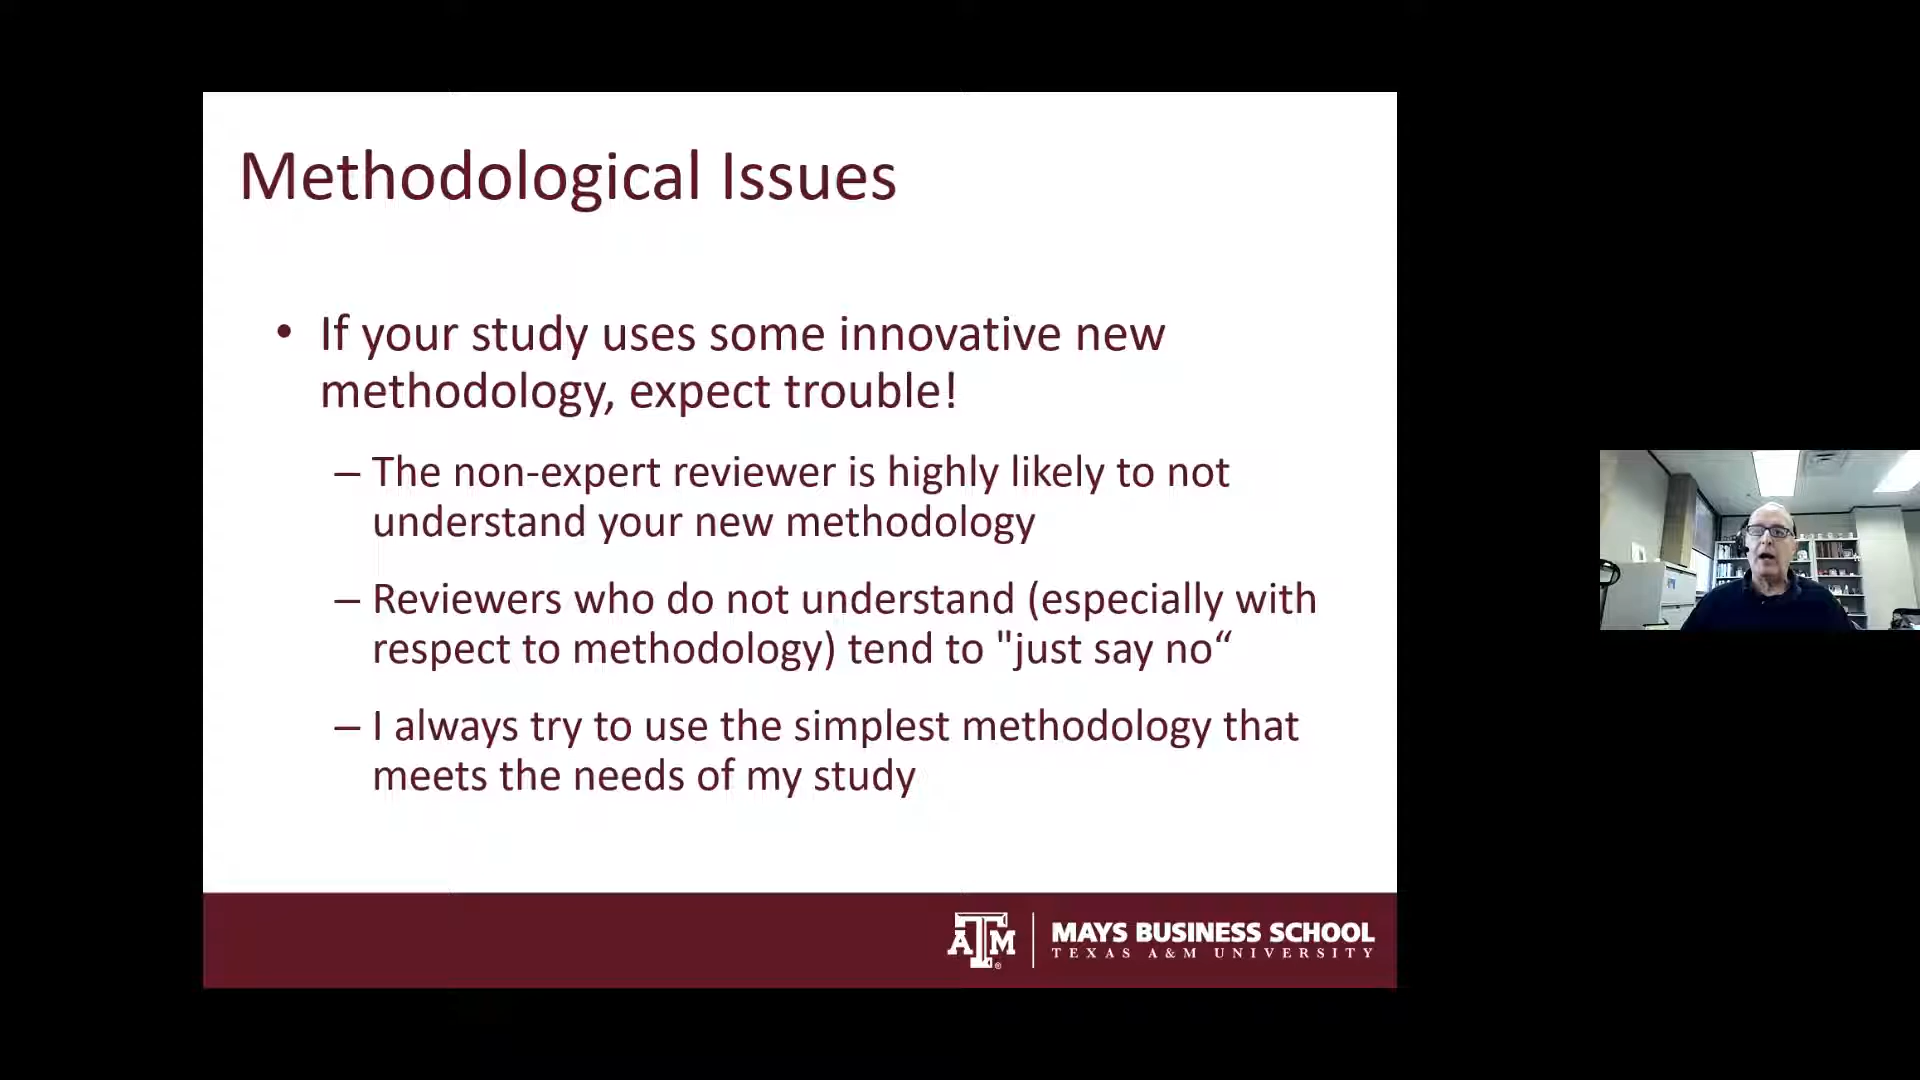 Methodological Issues
• If your study uses some innovative new
methodology, expect trouble!
– The non-expert reviewer is highly likely to not
understand your new methodology
– Reviewers who do not understand (especially with
respect to methodology) tend to "just say no“
– I always try to use the simplest methodology that
meets the needs of my study
ATM ® MAYS BUSINESS SCHOOL
TEXAS A&M UNIVERSITY